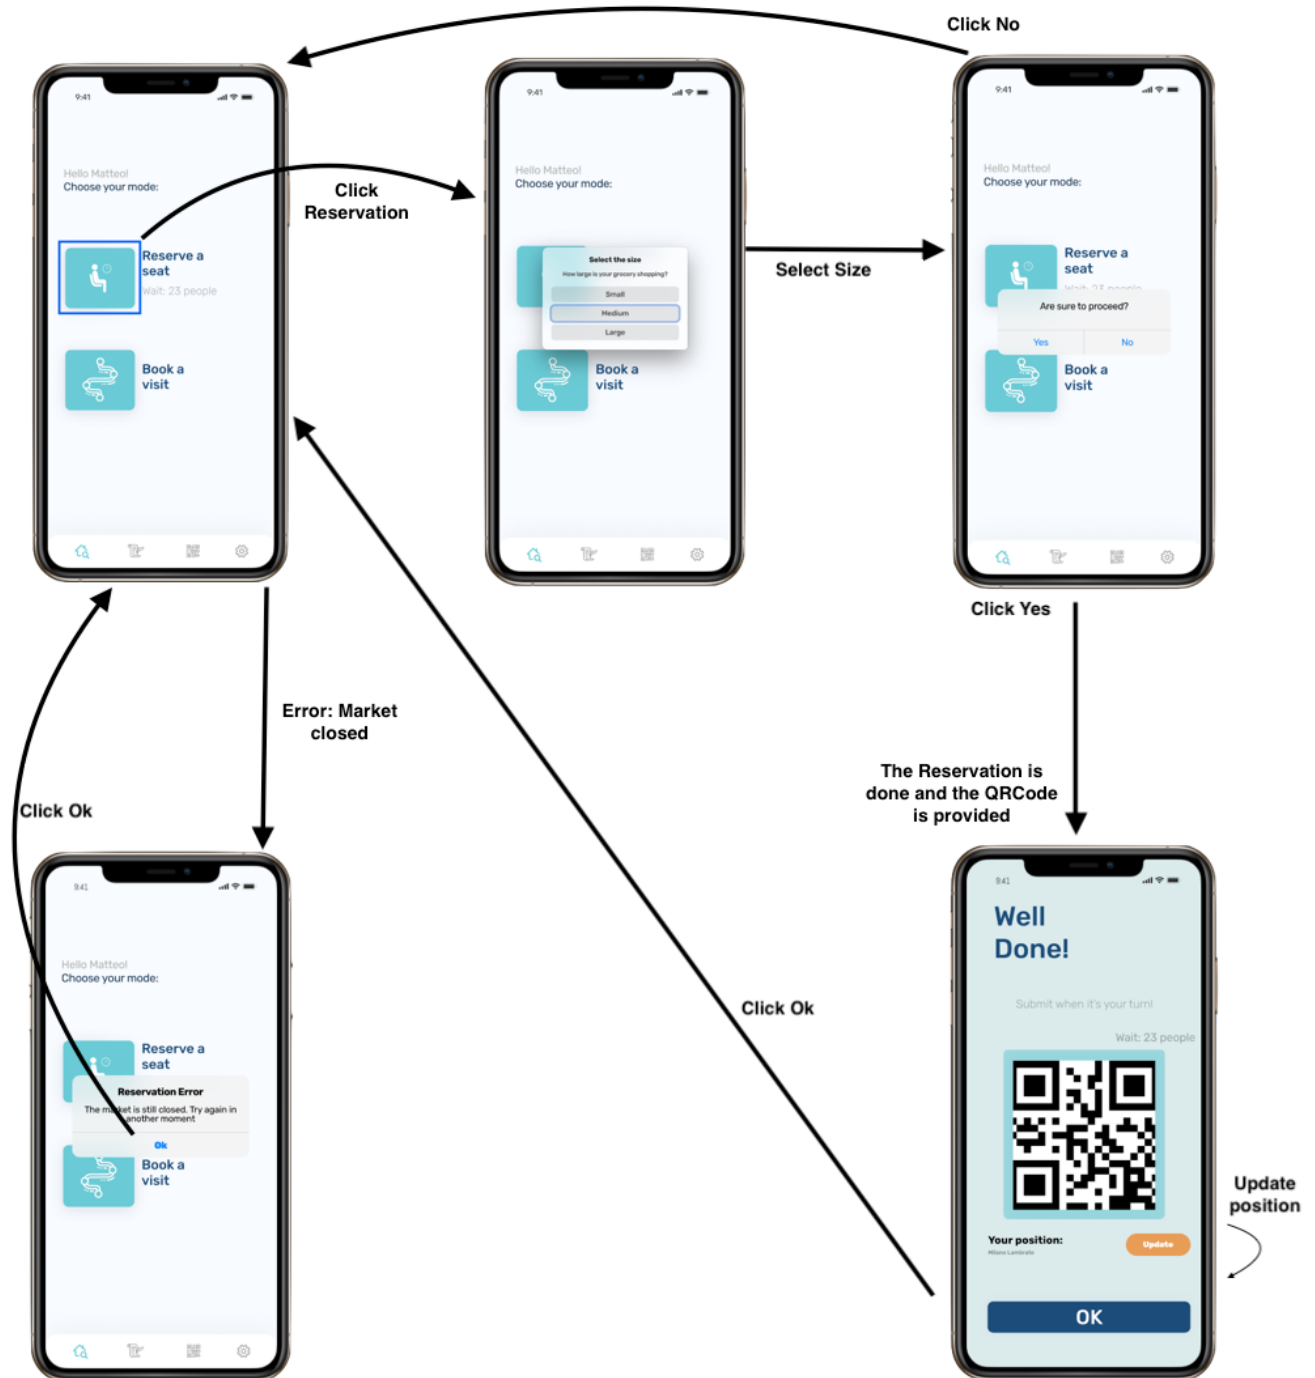 Click No
9:41
Hello Matteo!
Choose your mode:
Reserve a
seat
Wait: 23 people
Book a
visit
Click
Reservation
9:41
Hello Matteo!
Choose your mode:
Select the size
How large is your grocery shopping?
Small
Medium
Large
Book a
visit
Select Size
9:41
Hello Matteo!
Choose your mode:
Reserve a
seat
Wait: 23 people
Are sure to proceed?
Yes
No
Book a
visit
Click Yes
Error: Market
closed
The Reservation is
done and the QRCode
is provided
Click Ok
9:41
Hello Matteo!
Choose your mode:
Reserve a
seat
Reservation Error
The market is still closed. Try again in
another moment
Ok
Book a
visit
Click Ok
9:41
Well
Done!
Submit when it's your turn!
Wait: 23 people
Your position:
Milano Lambrate
Update
OK
Update
position